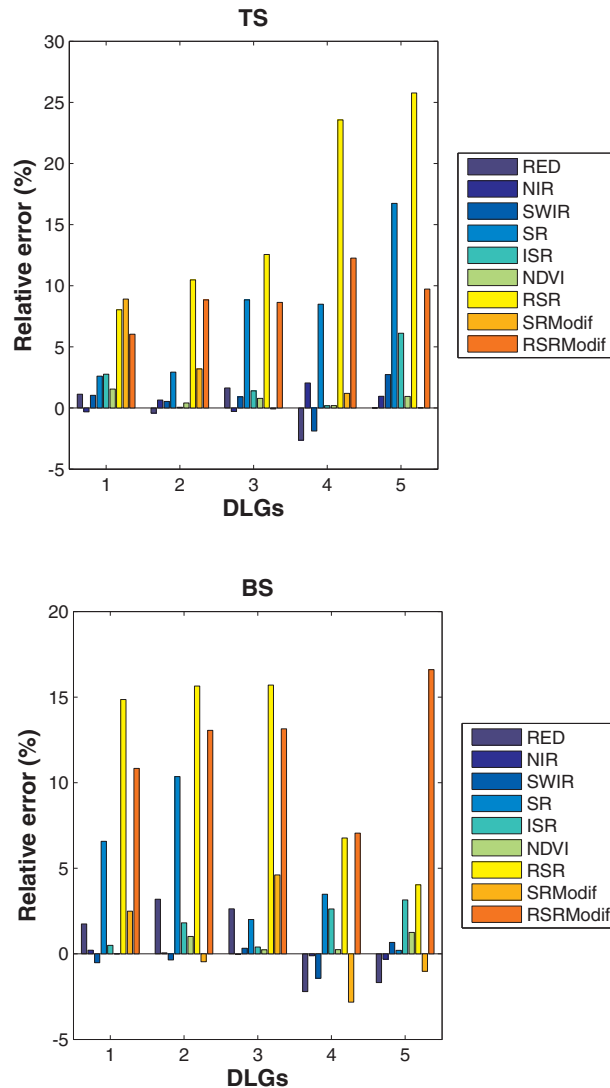 TS
30
25
20
15
10
5
0
-5
Relative error (%)
1 2 3 4 5
DLGs
RED
NIR
SWIR
SR
ISR
NDVI
RSR
SRModif
RSRModif
BS
20
15
10
5
0
-5
Relative error (%)
1 2 3 4 5
DLGs
RED
NIR
SWIR
SR
ISR
NDVI
RSR
SRModif
RSRModif